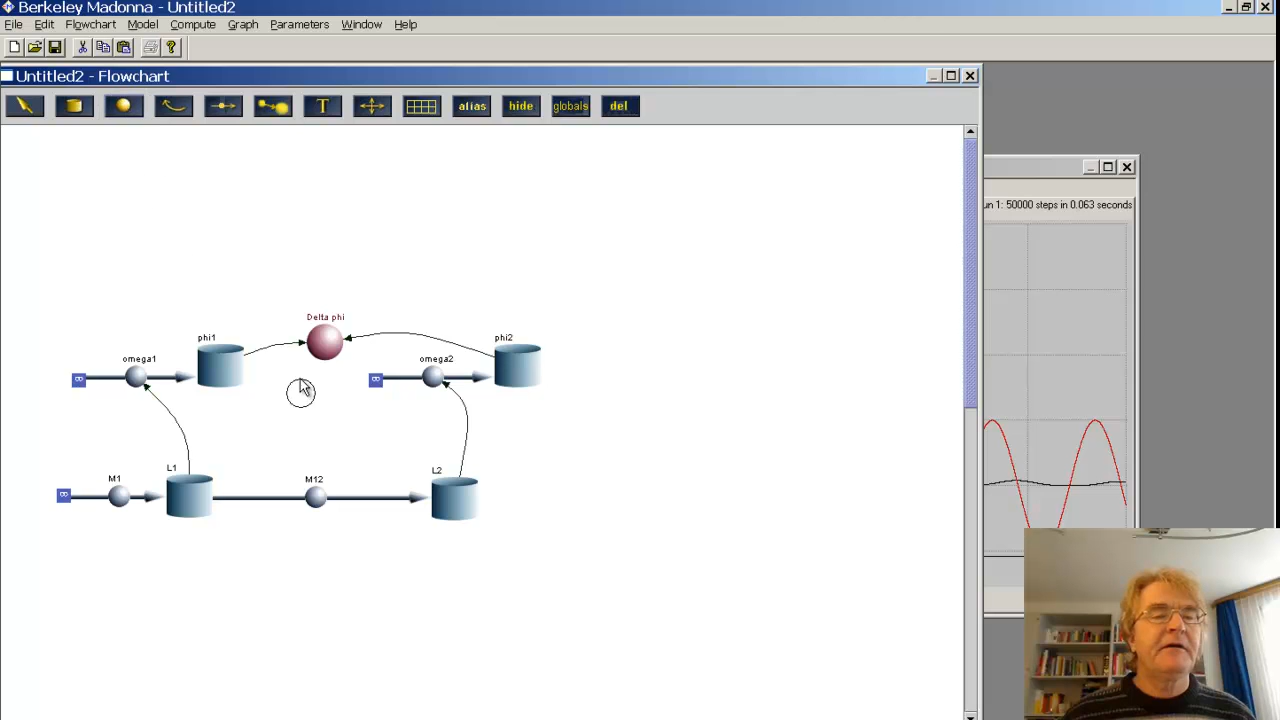 Berkeley Madonna - Untitled2
File Edit Flowchart Model Compute Graph Parameters Window Help
Untitled2 - Flowchart
T alias hide globals del
un 1: 50000 steps in 0.063 seconds
Delta phi
phi1
phi2
omega1
omega2
L1
L2
M1
M12